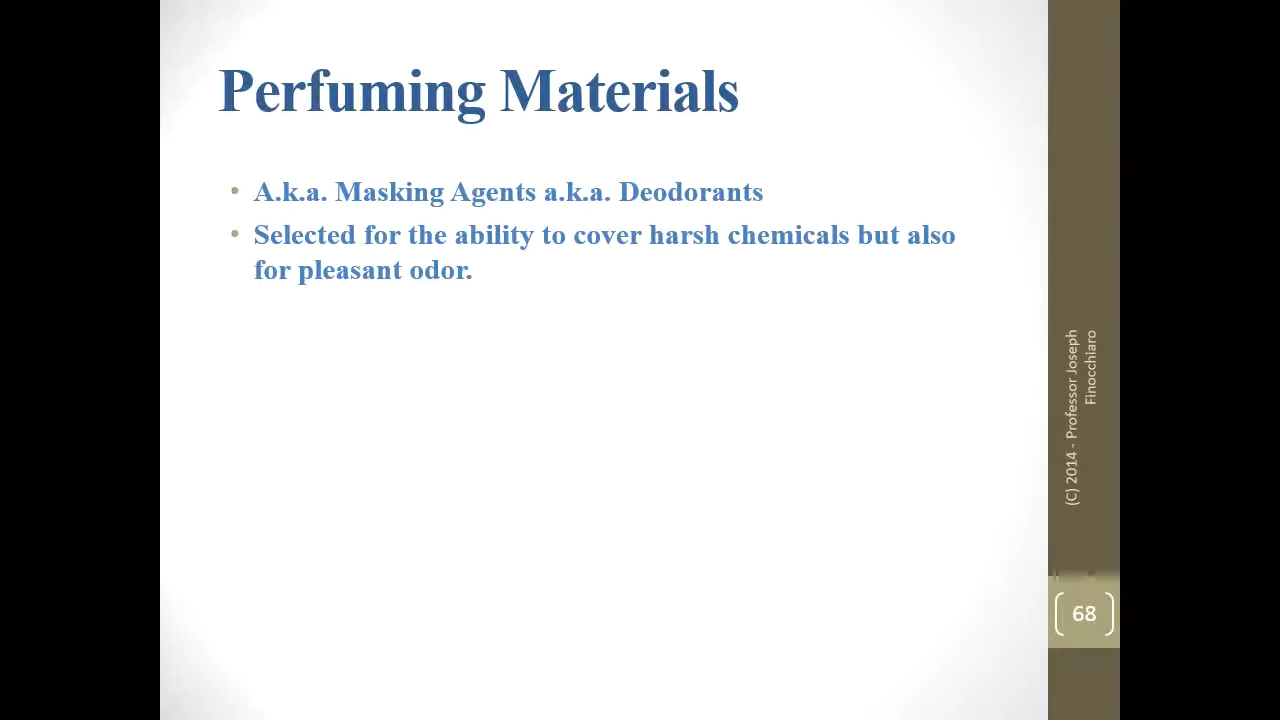 Perfuming Materials
• A.k.a. Masking Agents a.k.a. Deodorants
• Selected for the ability to cover harsh chemicals but also
for pleasant odor.
(C) 2014 - Professor Joseph
Finocchiaro
68